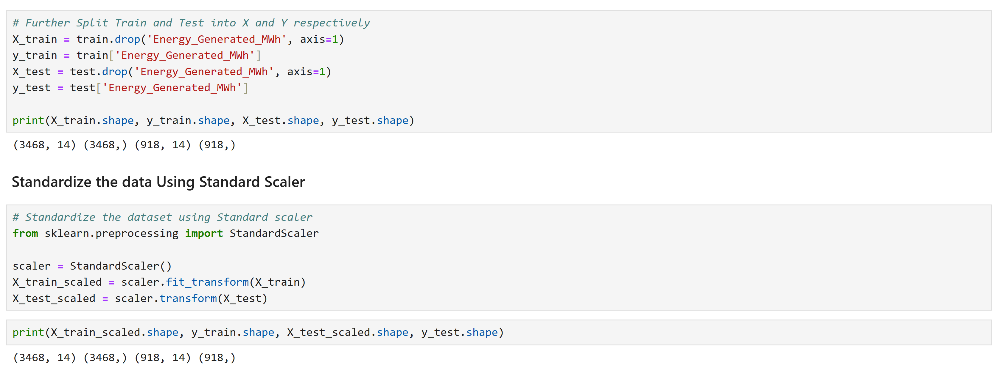 # Further Split Train and Test into X and Y respectively
X_train = train.drop('Energy_Generated_MWh', axis=1)
y_train = train['Energy_Generated_MWh']
X_test = test.drop('Energy_Generated_MWh', axis=1)
y_test = test['Energy_Generated_MWh']
print(X_train.shape, y_train.shape, X_test.shape, y_test.shape)
(3468, 14) (3468,) (918, 14) (918,)
Standardize the data Using Standard Scaler
# Standardize the dataset using Standard scaler
from sklearn.preprocessing import StandardScaler
scaler = StandardScaler()
X_train_scaled = scaler.fit_transform(X_train)
X_test_scaled = scaler.transform(X_test)
print(X_train_scaled.shape, y_train.shape, X_test_scaled.shape, y_test.shape)
(3468, 14) (3468,) (918, 14) (918,)